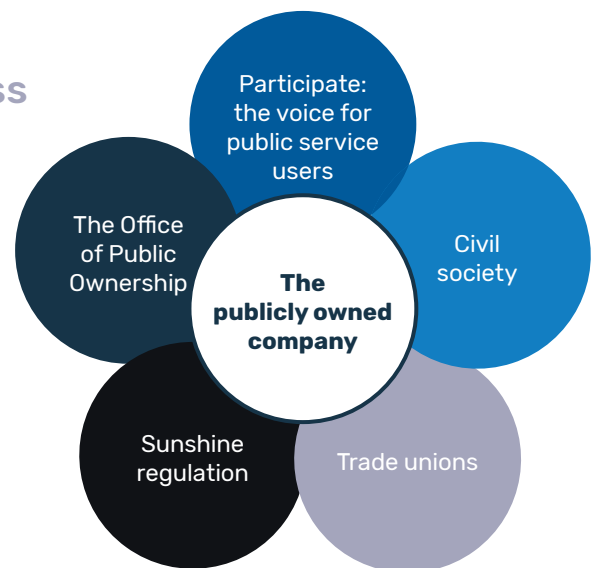 Participate:
the voice for
public service
users
The Office
of Public
Ownership
Civil
society
The
publicly owned
company
Sunshine
regulation
Trade unions